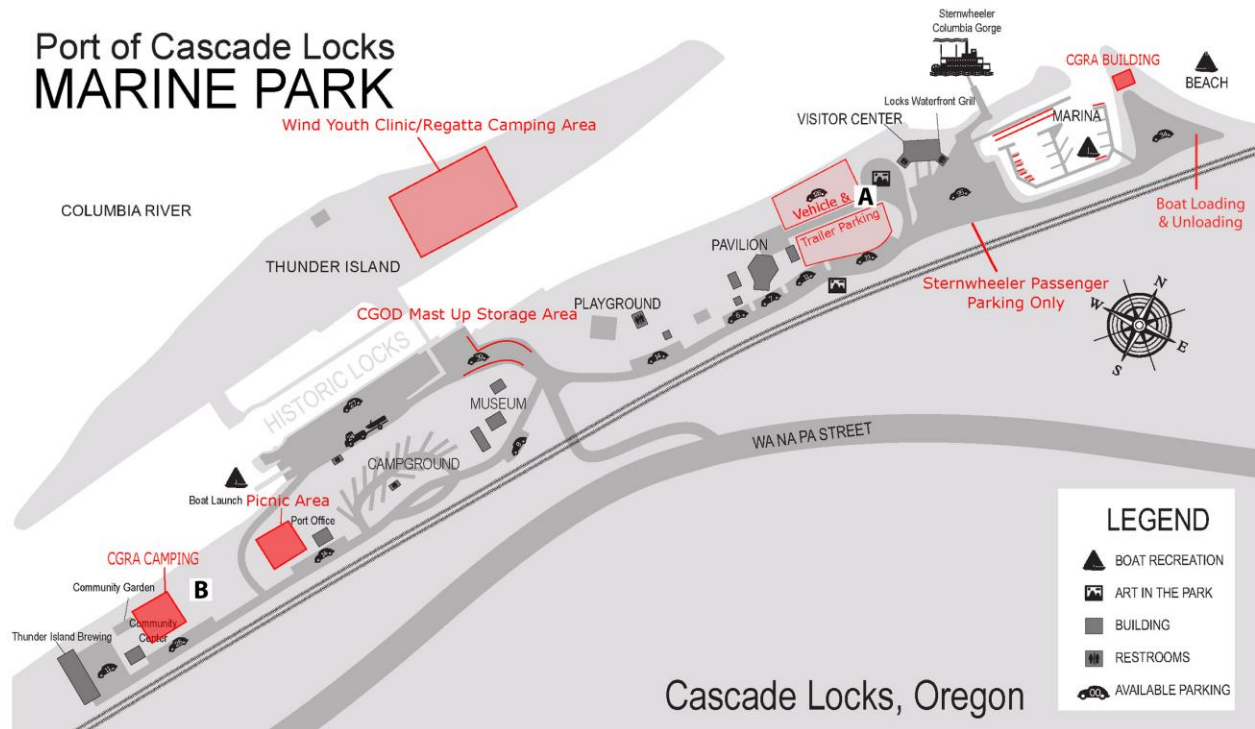 Port of Cascade Locks
MARINE PARK
Sternwheeler
Columbia Gorge
CGRA BUILDING
BEACH
Wind Youth Clinic/Regatta Camping Area
Locks Waterfront Grill
VISITOR CENTER
MARINA
COLUMBIA RIVER
Vehicle &
A
Trailer Parking
Boat Loading
& Unloading
THUNDER ISLAND
PAVILION
Sternwheeler Passenger
Parking Only
PLAYGROUND
CGOD Mast Up Storage Area
N
W
E
S
HISTORIC LOCKS
MUSEUM
WA NA PA STREET
CAMPGROUND
Boat Launch
Picnic Area
Port Office
CGRA CAMPING
B
Community Garden
Community
Center
Thunder Island Brewing
LEGEND
BOAT RECREATION
ART IN THE PARK
BUILDING
RESTROOMS
00
AVAILABLE PARKING
Cascade Locks, Oregon